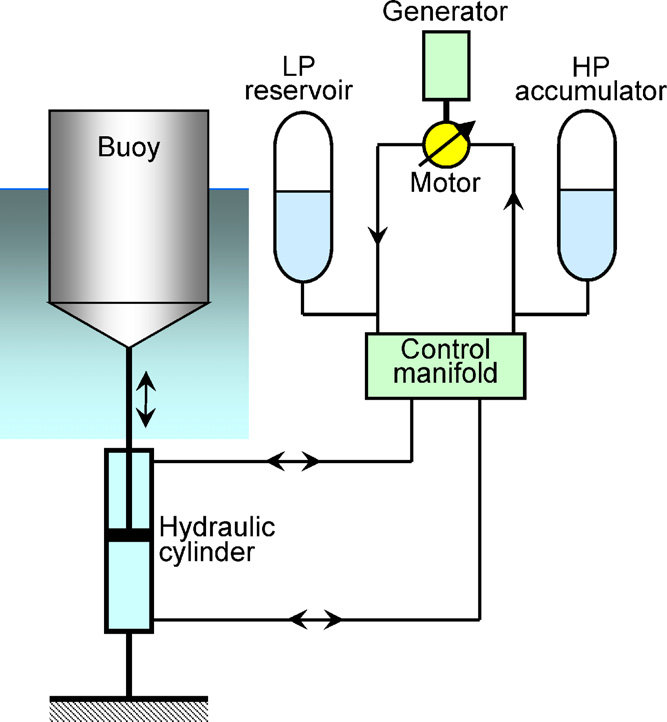 Generator
LP
reservoir
HP
accumulator
Buoy
Motor
Control
manifold
Hydraulic
cylinder